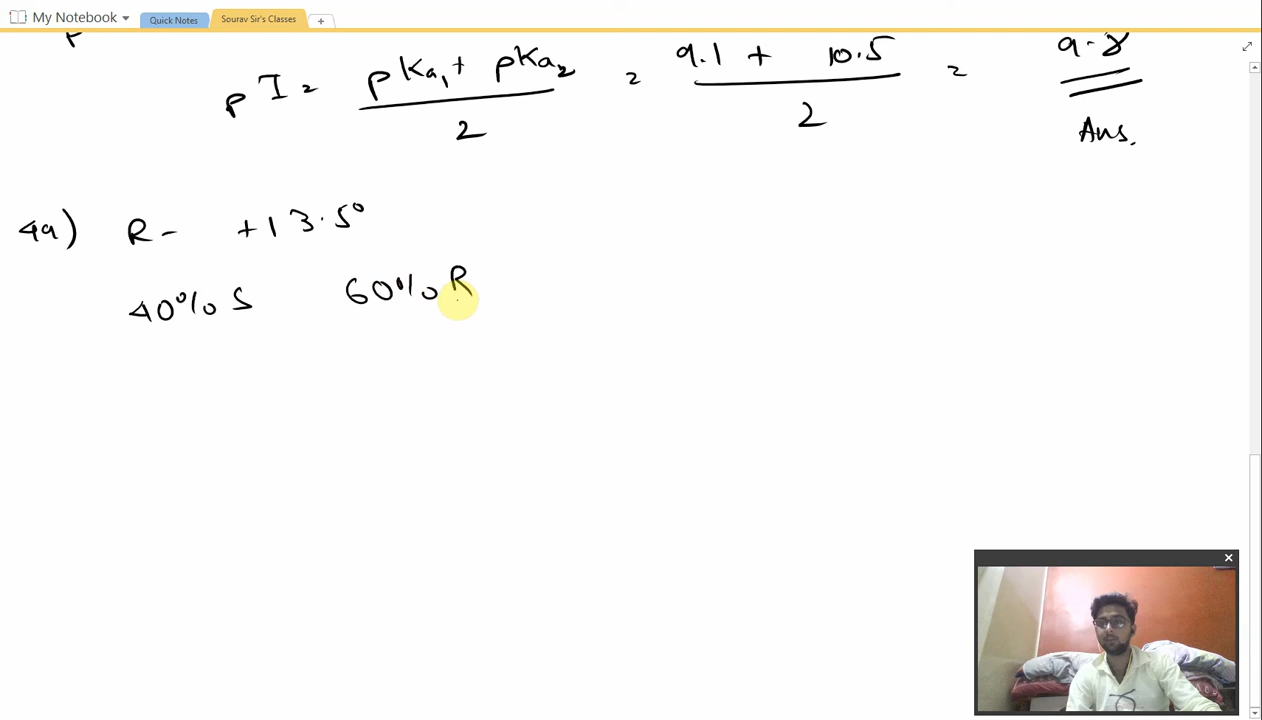 My Notebook
Quick Notes
Sourav Sir's Classes
pI = pKa1 + pKa2 / 2 = 9.1 + 10.5 / 2 = 9.8
Ans.
4a) R - +13.5°
40% S 60% R